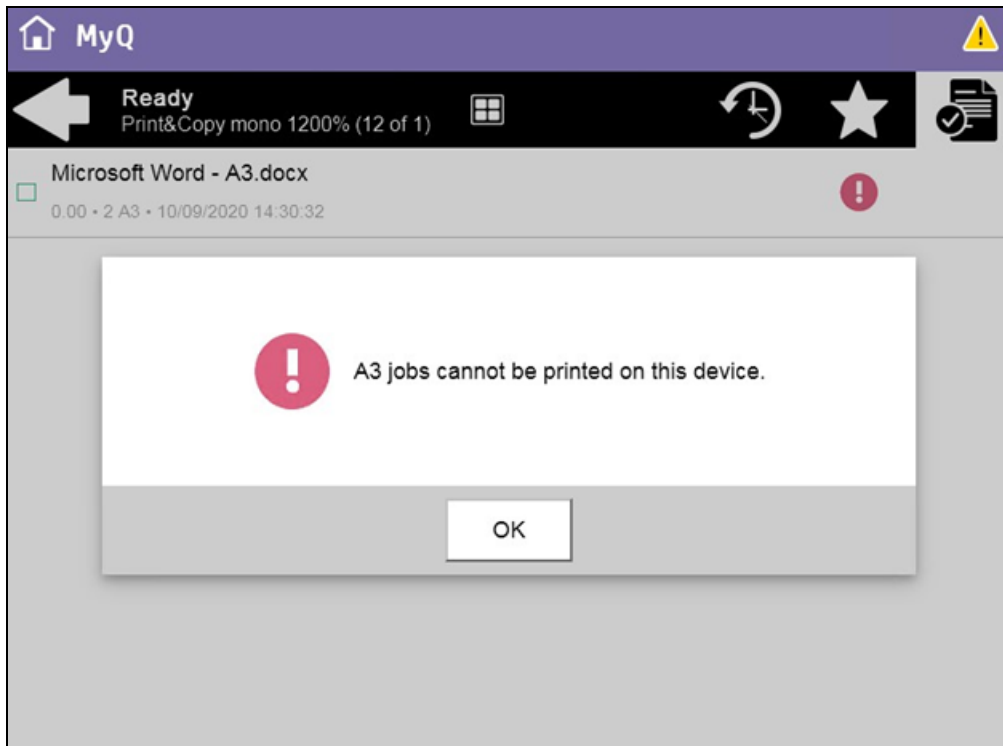 MyQ
Ready
Print&Copy mono 1200% (12 of 1)
Microsoft Word - A3.docx
0.00 • 2 A3 • 10/09/2020 14:30:32
A3 jobs cannot be printed on this device.
OK